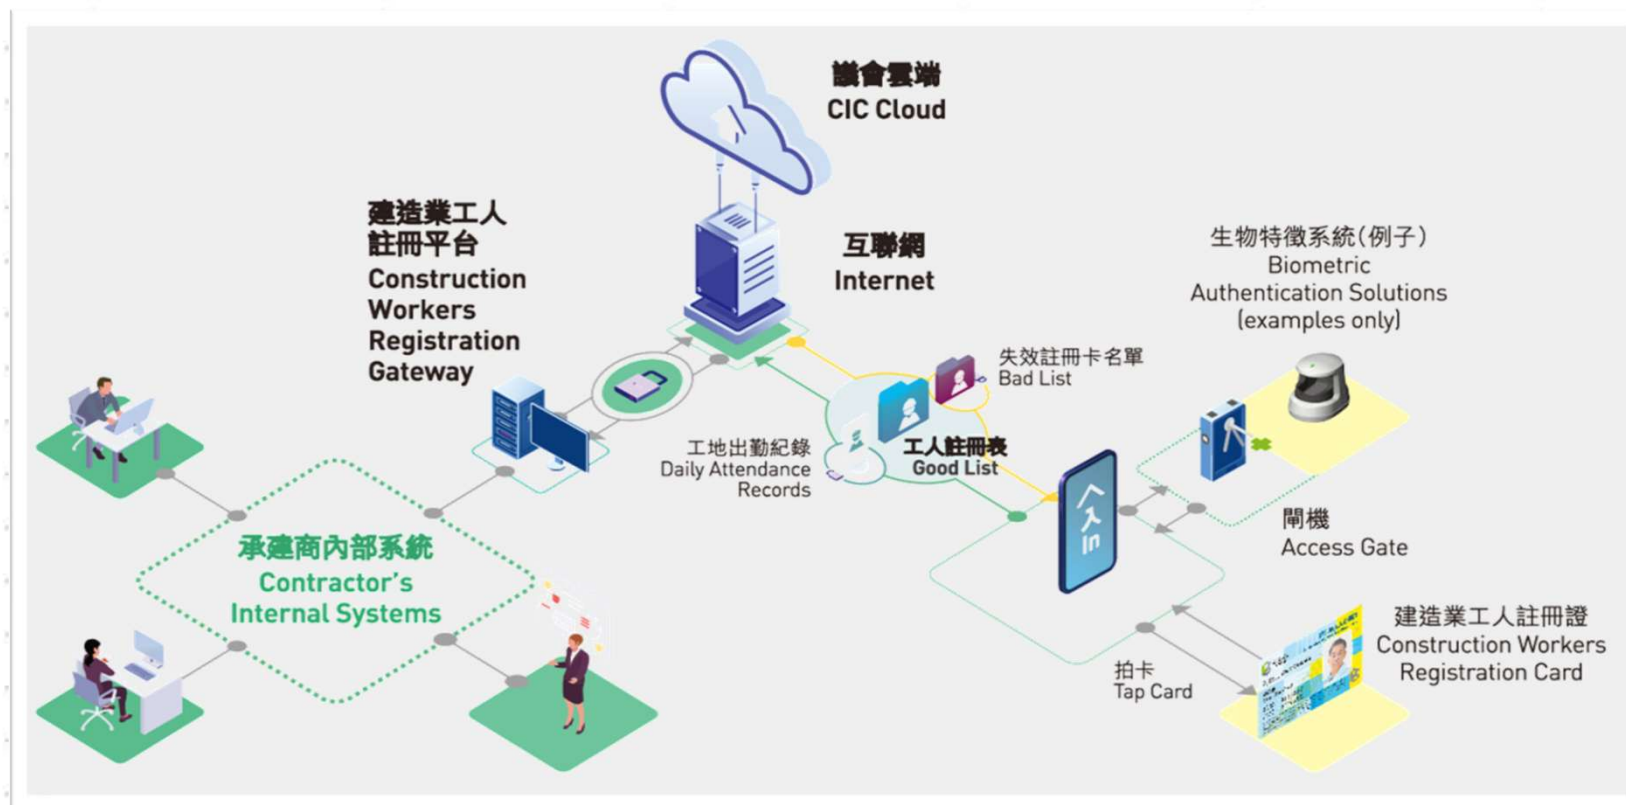 議會雲端
CIC Cloud
建造業工人
註冊平台
Construction
Workers
Registration
Gateway
互聯網
Internet
生物特徵系統(例子)
Biometric
Authentication Solutions
(examples only)
失效註冊卡名單
Bad List
工地出勤紀錄
Daily Attendance
Records
工人註冊表
Good List
入
In
閘機
Access Gate
承建商內部系統
Contractor's
Internal Systems
建造業工人註冊證
Construction Workers
Registration Card
拍卡
Tap Card